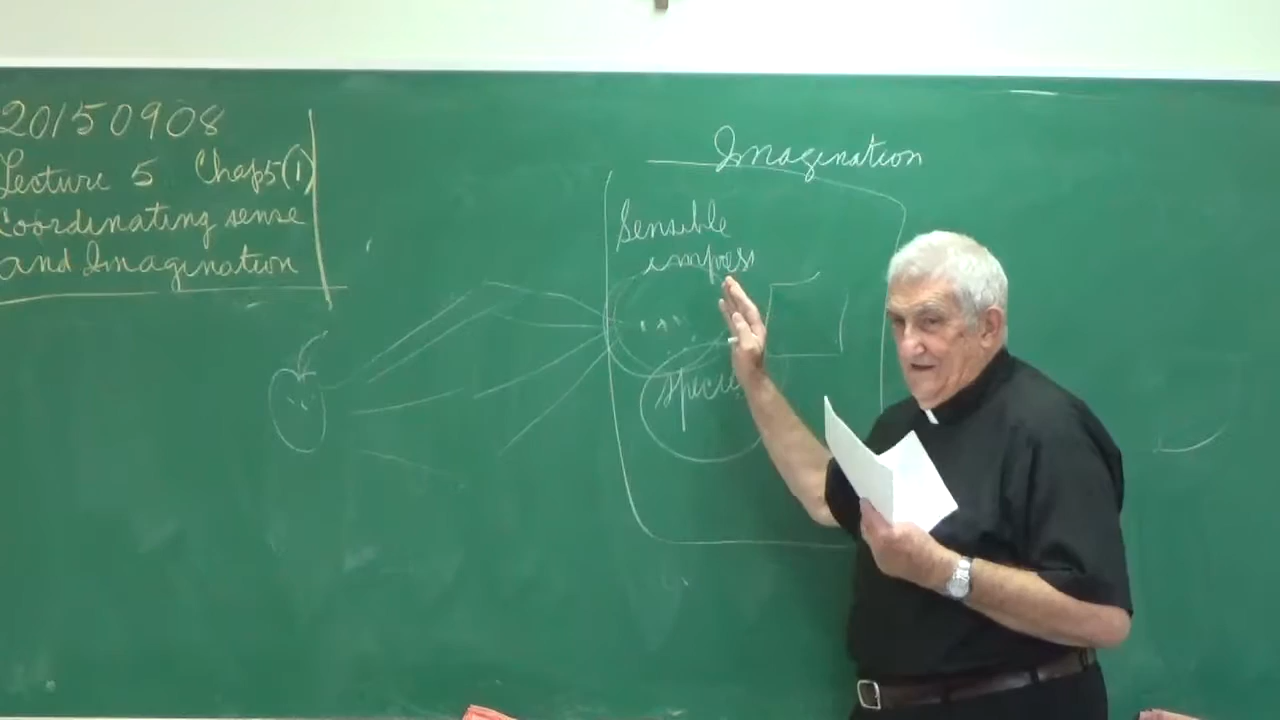 20150908
Lecture 5 Chap5(1)
Coordinating sense
and Imagination
Imagination
Sensible
impress
species